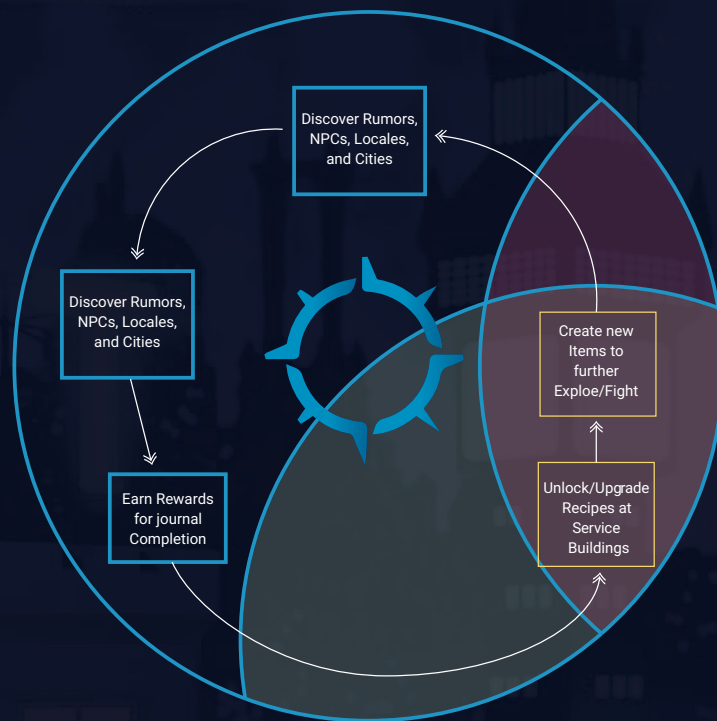 Discover Rumors,
NPCs, Locales,
and Cities
Discover Rumors,
NPCs, Locales,
and Cities
Create new
Items to
further
Exploe/Fight
Earn Rewards
for journal
Completion
Unlock/Upgrade
Recipes at
Service
Buildings